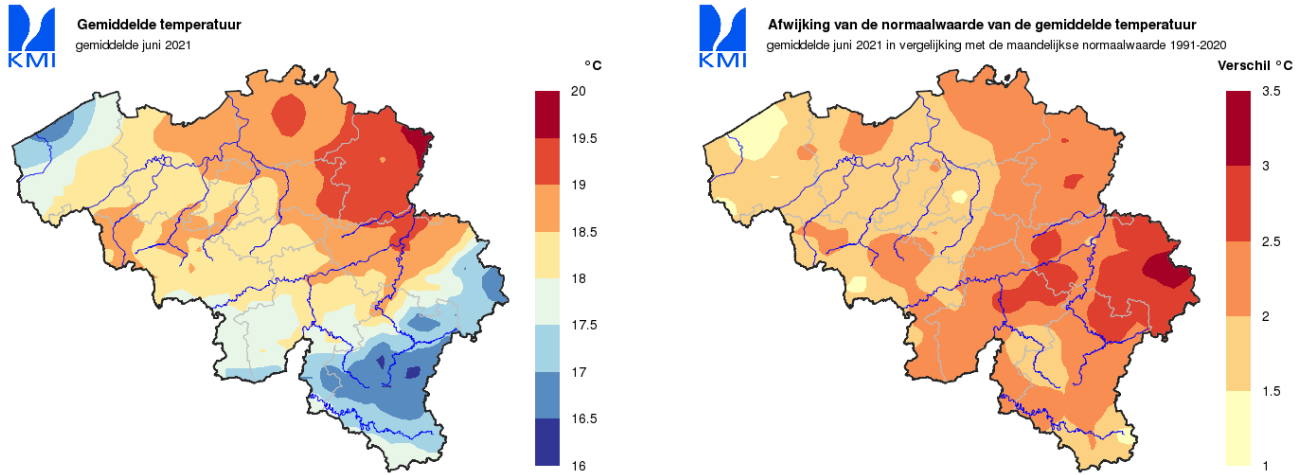 Gemiddelde temperatuur
gemiddelde juni 2021
KMI
°C
20
19.5
19
18.5
18
17.5
17
16.5
16
Afwijking van de normaalwaarde van de gemiddelde temperatuur
gemiddelde juni 2021 in vergelijking met de maandelijkse normaalwaarde 1991-2020
KMI
Verschil °C
3.5
3
2.5
2
1.5
1